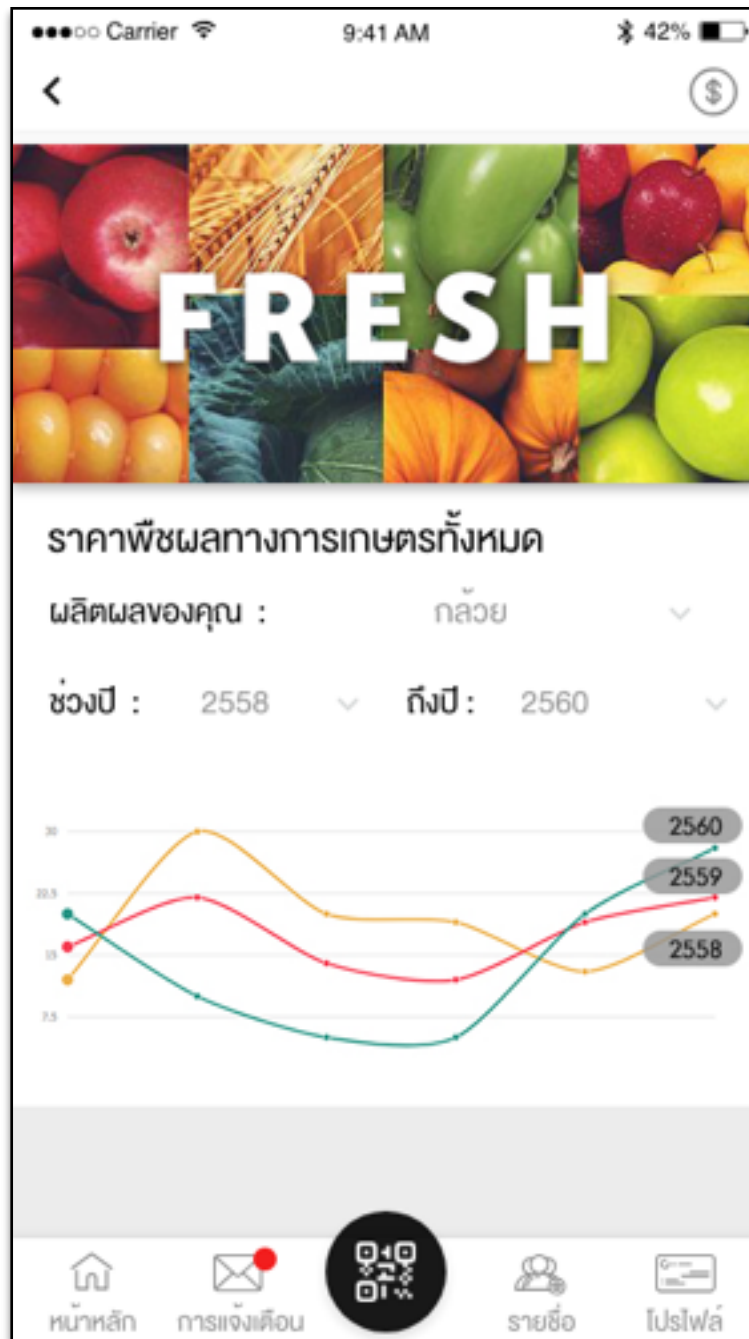 Carrier 9:41 AM 42%
FRESH
ราคาพืชผลทางการเกษตรทั้งหมด
ผลิตผลของคุณ : กล้วย
ช่วงปี : 2558 ถึงปี : 2560
30
22.5
15
7.5
2560
2559
2558
หน้าหลัก การแจ้งเตือน รายชื่อ โปรไฟล์